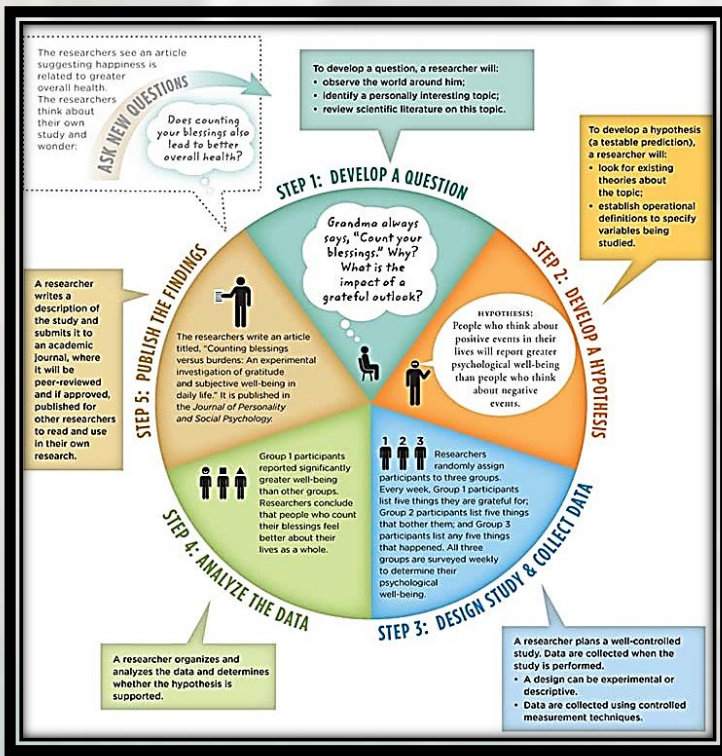 The researchers see an article
suggesting happiness is
related to greater
overall health.
The researchers
think about
their own
study and
wonder:
ASK NEW QUESTIONS
Does counting
your blessings also
lead to better
overall health?
To develop a question, a researcher will:
• observe the world around him;
• identify a personally interesting topic;
• review scientific literature on this topic.
STEP 1: DEVELOP A QUESTION
Grandma always
says, "Count your
blessings." Why?
What is the
impact of a
grateful outlook?
To develop a hypothesis
(a testable prediction),
a researcher will:
• look for existing
theories about
the topic;
• establish operational
definitions to specify
variables being
studied.
STEP 2: DEVELOP A HYPOTHESIS
HYPOTHESIS:
People who think about
positive events in their
lives will report greater
psychological well-being
than people who think
about negative
events.
1 2 3
Researchers
randomly assign
participants to three groups.
Every week, Group 1 participants
list five things they are grateful for;
Group 2 participants list five things
that bother them; and Group 3
participants list any five things
that happened. All three
groups are surveyed weekly
to determine their
psychological
well-being.
STEP 3: DESIGN STUDY & COLLECT DATA
A researcher plans a well-controlled
study. Data are collected when the
study is performed.
• A design can be experimental or
descriptive.
• Data are collected using controlled
measurement techniques.
Group 1 participants
reported significantly
greater well-being
than other groups.
Researchers conclude
that people who count
their blessings feel
better about their
lives as a whole.
STEP 4: ANALYZE THE DATA
A researcher organizes and
analyzes the data and determines
whether the hypothesis is
supported.
The researchers write an article
titled, "Counting blessings
versus burdens: An experimental
investigation of gratitude
and subjective well-being in
daily life." It is published in
the Journal of Personality
and Social Psychology.
STEP 5: PUBLISH THE FINDINGS
A researcher
writes a
description of
the study and
submits it to
an academic
journal, where
it will be
peer-reviewed
and if approved,
published for
other researchers
to read and use
in their own
research.